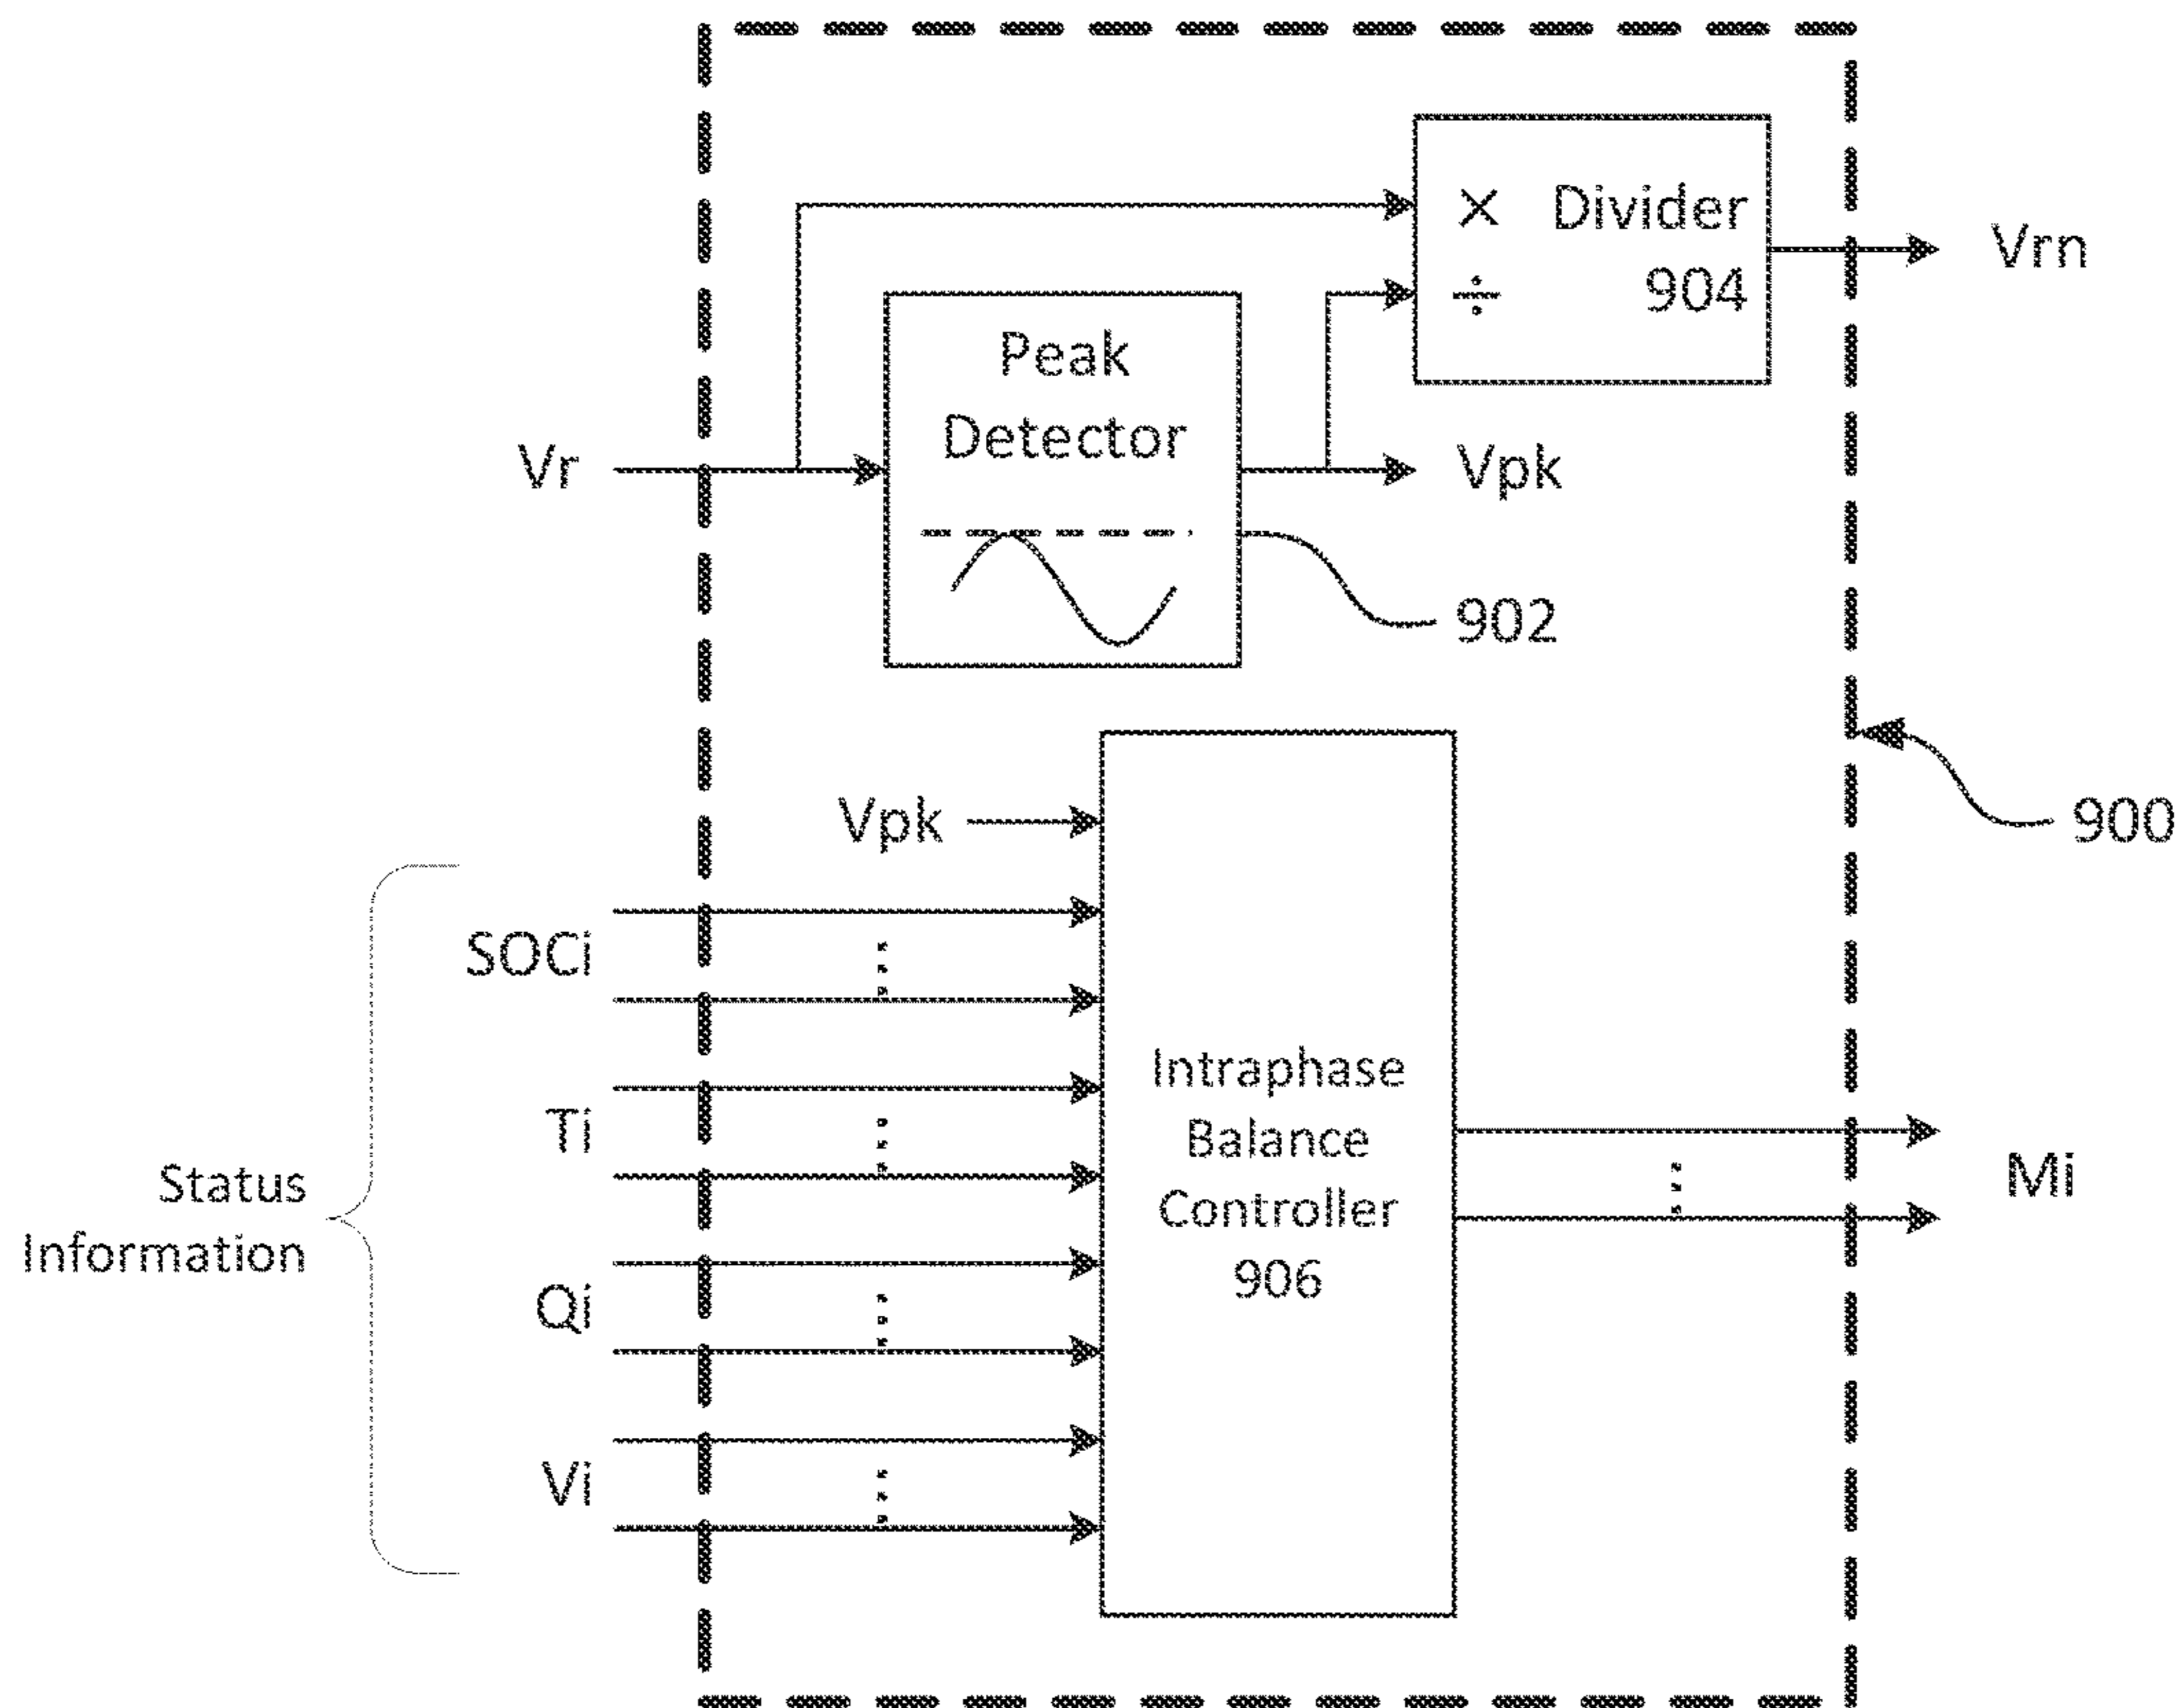 × Divider
÷ 904
Vrn
Peak
Detector
Vr
Vpk
902
900
Vpk
SOCi
Ti
Qi
Vi
Status
Information
Intraphase
Balance
Controller
906
Mi